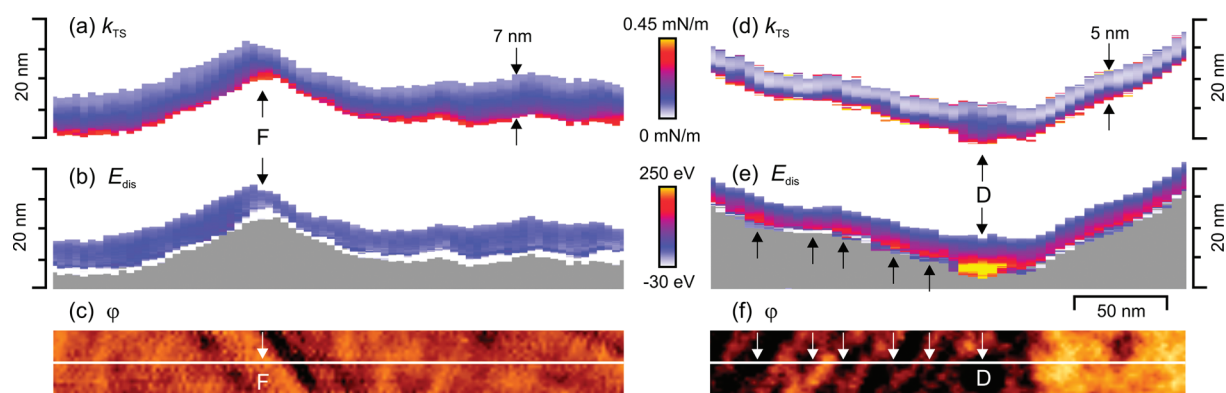 (a) kTS
20 nm
7 nm
F
0.45 mN/m
0 mN/m
(d) kTS
5 nm
20 nm
(b) Edis
20 nm
250 eV
-30 eV
(e) Edis
D
20 nm
50 nm
(c) φ
F
(f) φ
D